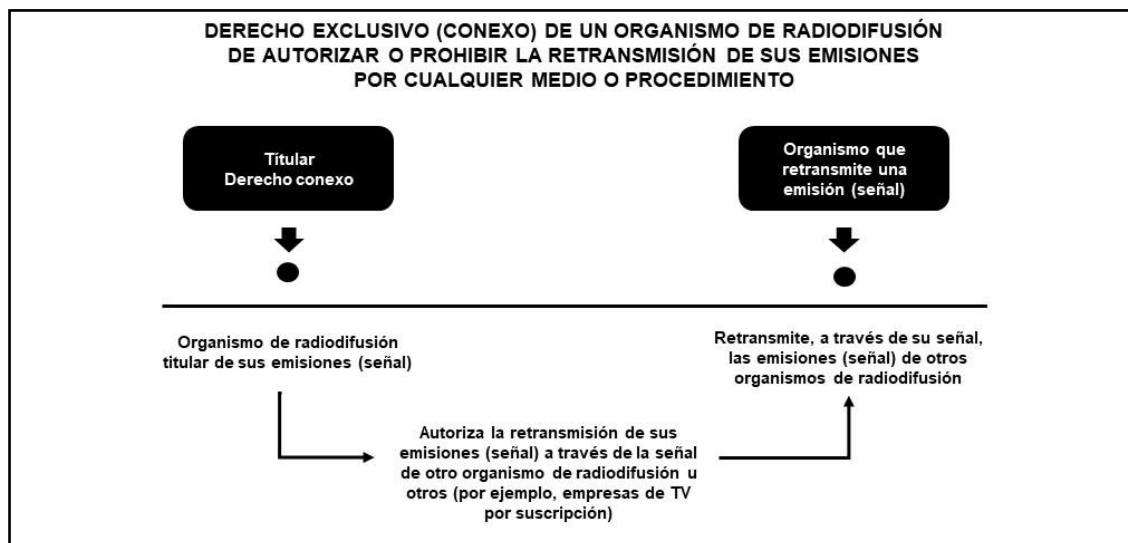 DERECHO EXCLUSIVO (CONEXO) DE UN ORGANISMO DE RADIODIFUSIÓN
DE AUTORIZAR O PROHIBIR LA RETRANSMISIÓN DE SUS EMISIONES
POR CUALQUIER MEDIO O PROCEDIMIENTO
Títular
Derecho conexo
Organismo que
retransmite una
emisión (señal)
Organismo de radiodifusión
titular de sus emisiones (señal)
Retransmite, a través de su señal,
las emisiones (señal) de otros
organismos de radiodifusión
Autoriza la retransmisión de sus
emisiones (señal) a través de la señal
de otro organismo de radiodifusión u
otros (por ejemplo, empresas de TV
por suscripción)